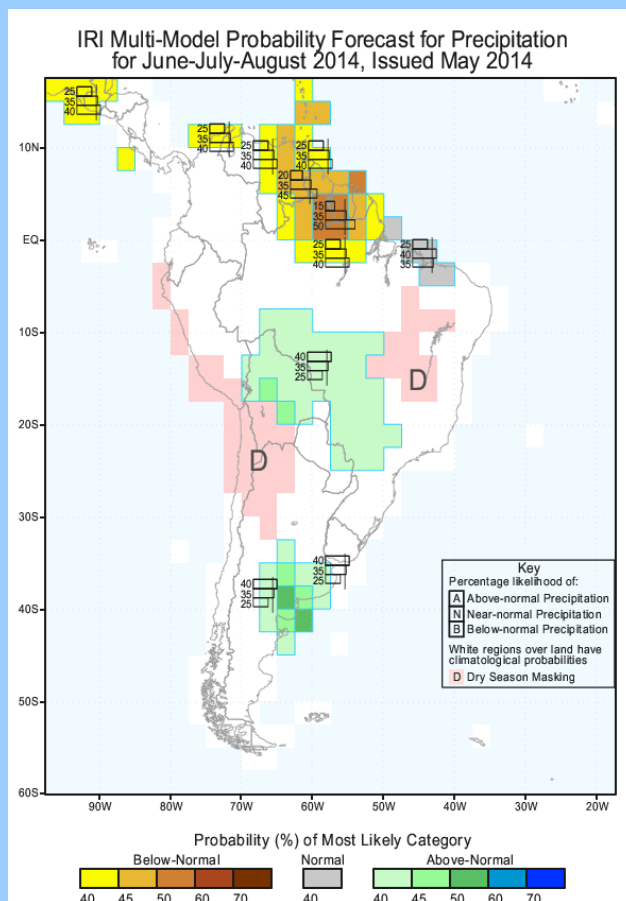 IRI Multi-Model Probability Forecast for Precipitation
for June-July-August 2014, Issued May 2014
25
35
40
25
35
40
25
35
40
25
35
40
10N
20
35
45
15
35
50
EQ
25
35
40
25
40
35
10S
40
35
25
D
20S
D
30S
40
35
25
40
35
25
40S
50S
60S
Key
Percentage likelihood of:
A Above-normal Precipitation
N Near-normal Precipitation
B Below-normal Precipitation
White regions over land have
climatological probabilities
D Dry Season Masking
90W 80W 70W 60W 50W 40W 30W 20W
Probability (%) of Most Likely Category
Below-Normal Normal Above-Normal
40 45 50 60 70 40 40 45 50 60 70